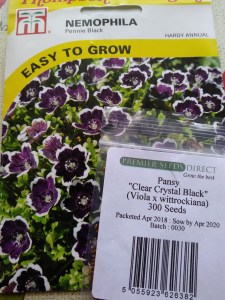 Thompson
NEMOPHILA
Pennie Black
HARDY ANNUAL
EASY TO GROW
PREMIER SEEDS DIRECT
Grow the best
Pansy
"Clear Crystal Black"
(Viola x wittrockiana)
300 Seeds
Packeted Apr 2018 : Sow by Apr 2020
Batch : 0030
5 055923 626382